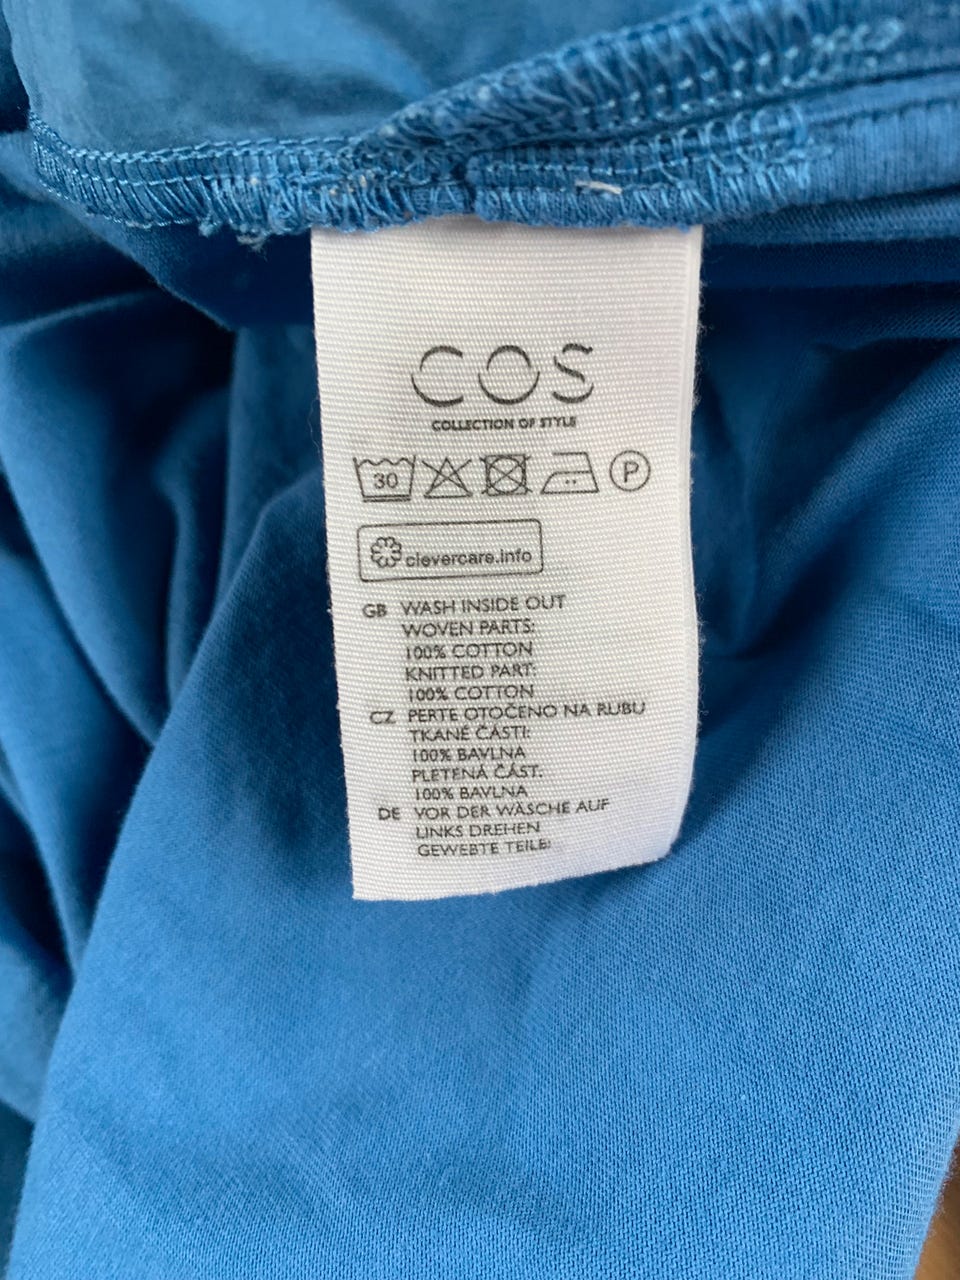 COS
COLLECTION OF STYLE
30 P
clevercare.info
GB WASH INSIDE OUT
WOVEN PARTS:
100% COTTON
KNITTED PART:
100% COTTON
CZ PERTE OTOČENO NA RUBU
TKANÉ ČÁSTI:
100% BAVLNA
PLETENÁ ČÁST:
100% BAVLNA
DE VOR DER WÄSCHE AUF
LINKS DREHEN
GEWEBTE TEILE: